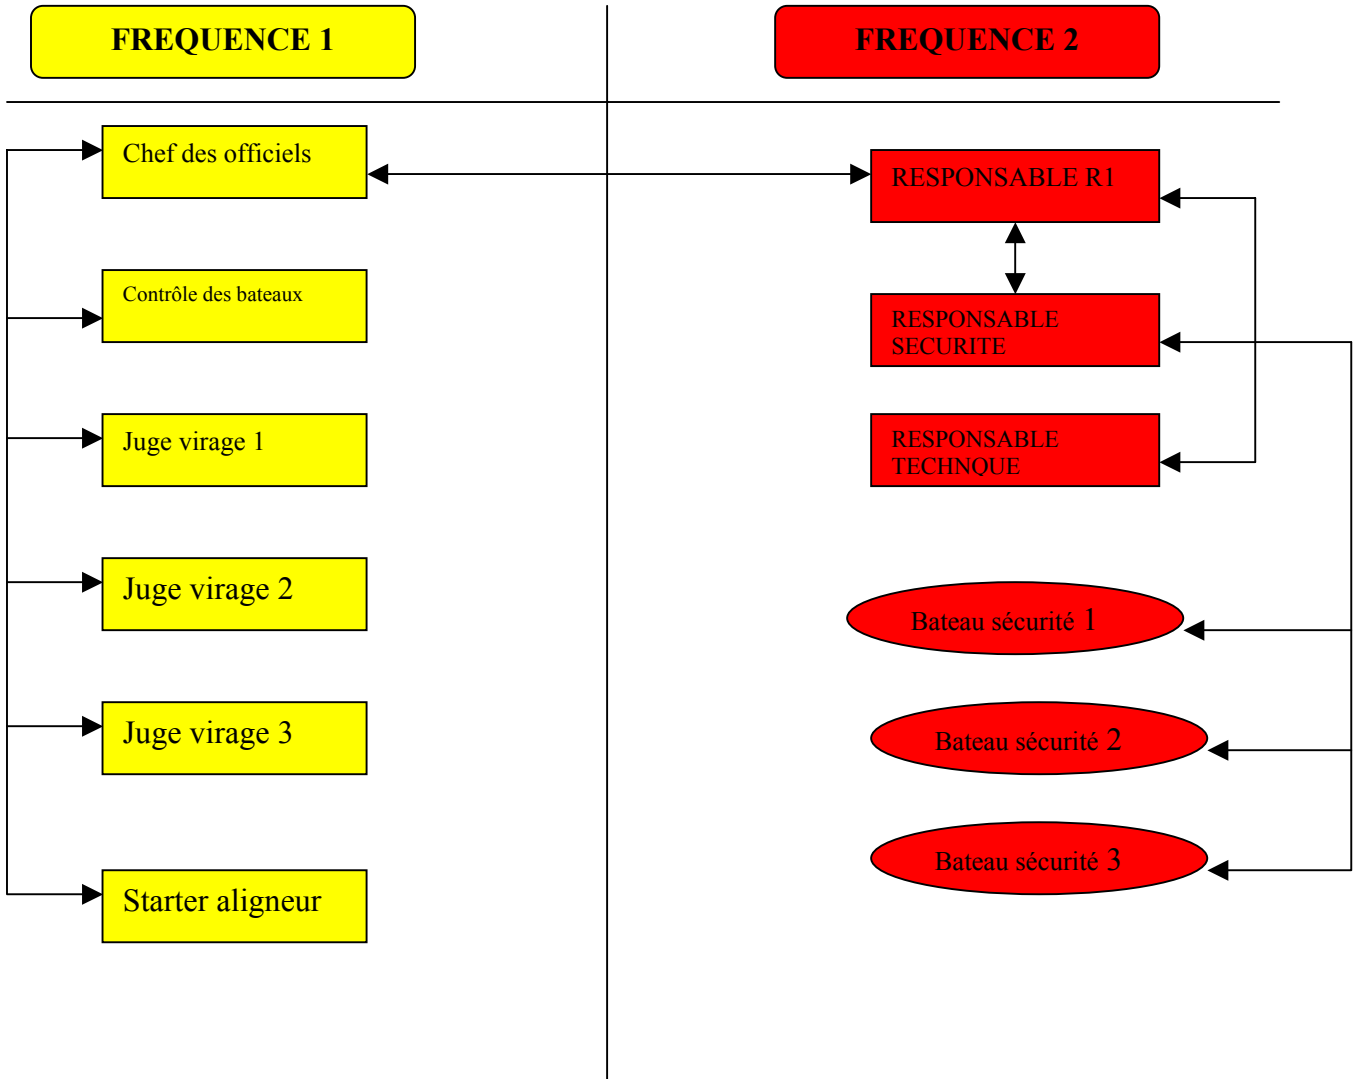 FREQUENCE 1
FREQUENCE 2
Chef des officiels
RESPONSABLE R1
Contrôle des bateaux
RESPONSABLE
SECURITE
Juge virage 1
RESPONSABLE
TECHNQUE
Juge virage 2
Bateau sécurité 1
Juge virage 3
Bateau sécurité 2
Starter aligneur
Bateau sécurité 3